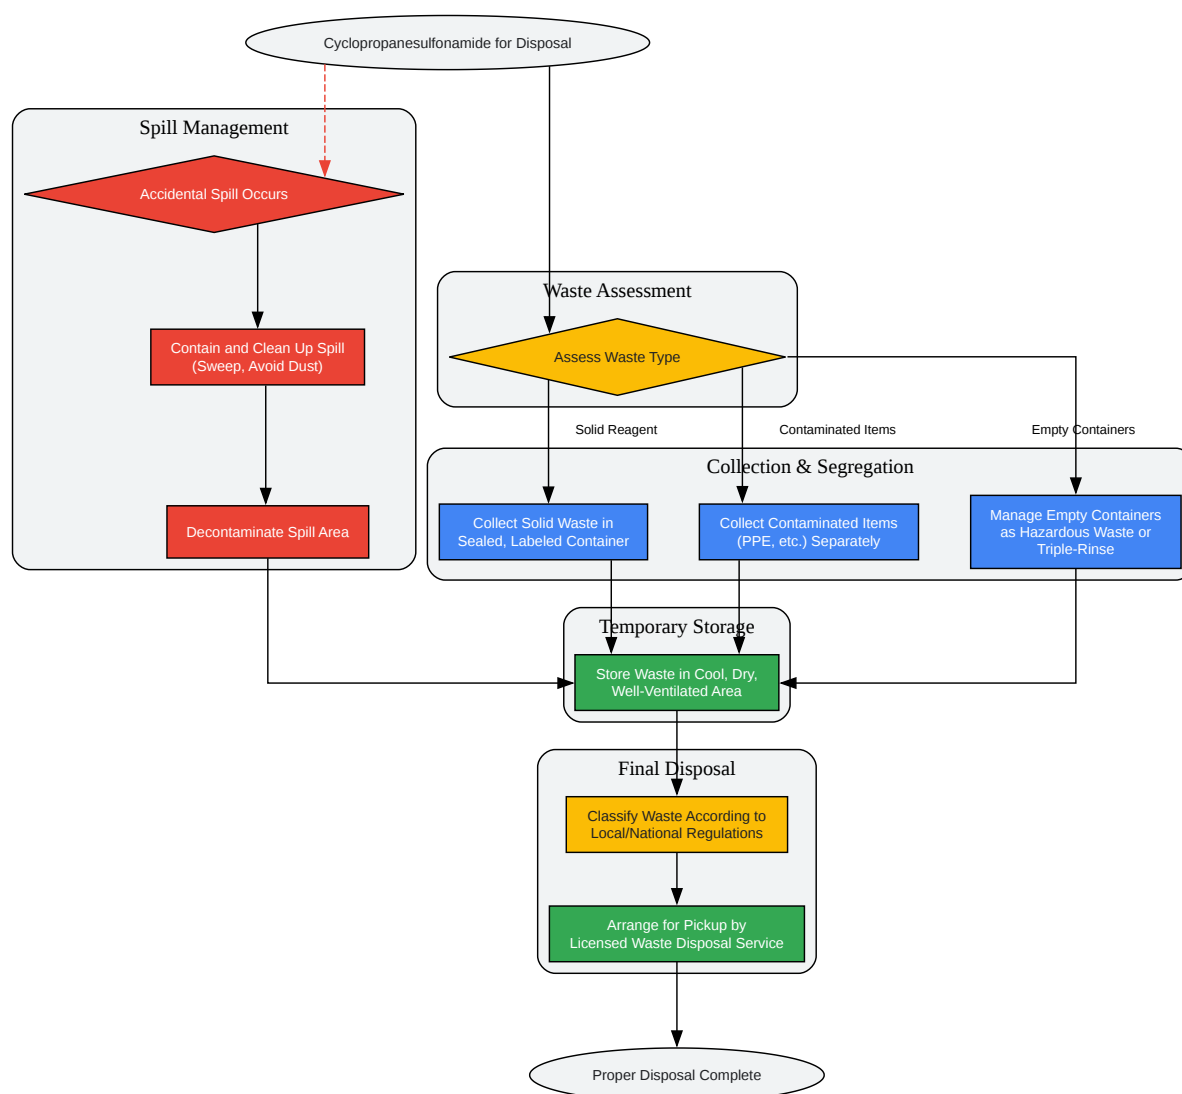 Cyclopropanesulfonamide for Disposal
Spill Management
Accidental Spill Occurs
Waste Assessment
Contain and Clean Up Spill
(Sweep, Avoid Dust)
Assess Waste Type
Solid Reagent
Contaminated Items
Empty Containers
Collection & Segregation
Decontaminate Spill Area
Collect Solid Waste in
Sealed, Labeled Container
Collect Contaminated Items
(PPE, etc.) Separately
Manage Empty Containers
as Hazardous Waste or
Triple-Rinse
Temporary Storage
Store Waste in Cool, Dry,
Well-Ventilated Area
Final Disposal
Classify Waste According to
Local/National Regulations
Arrange for Pickup by
Licensed Waste Disposal Service
Proper Disposal Complete